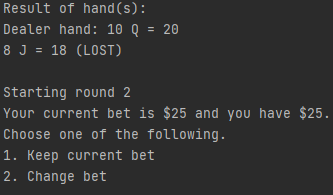 Result of hand(s):
Dealer hand: 10 Q = 20
8 J = 18 (LOST)
Starting round 2
Your current bet is $25 and you have $25.
Choose one of the following.
1. Keep current bet
2. Change bet